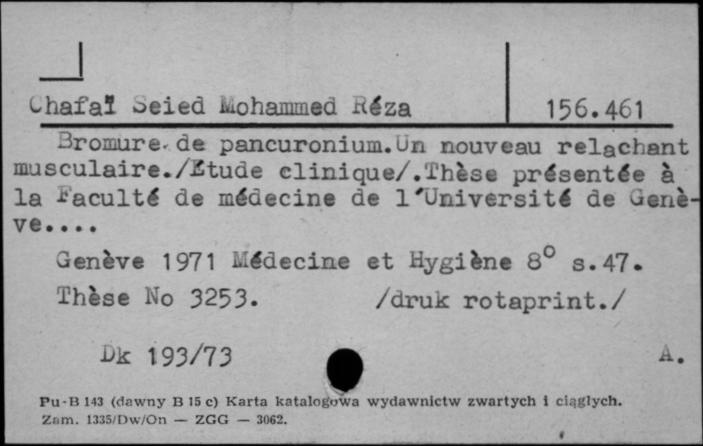 Chafaï Seied Mohammed Réza 156.461
Bromure de pancuronium.Un nouveau relachant
musculaire./Étude clinique/.Thèse présentée à
la Faculté de médecine de l'Université de Genè-
ve....
Genève 1971 Médecine et Hygiène 8° s.47.
Thèse No 3253. /druk rotaprint./
Dk 193/73 A.
Pu-B 143 (dawny B 15 c) Karta katalogowa wydawnictw zwartych i ciągłych.
Zam. 1335/Dw/On — ZGG — 3062.